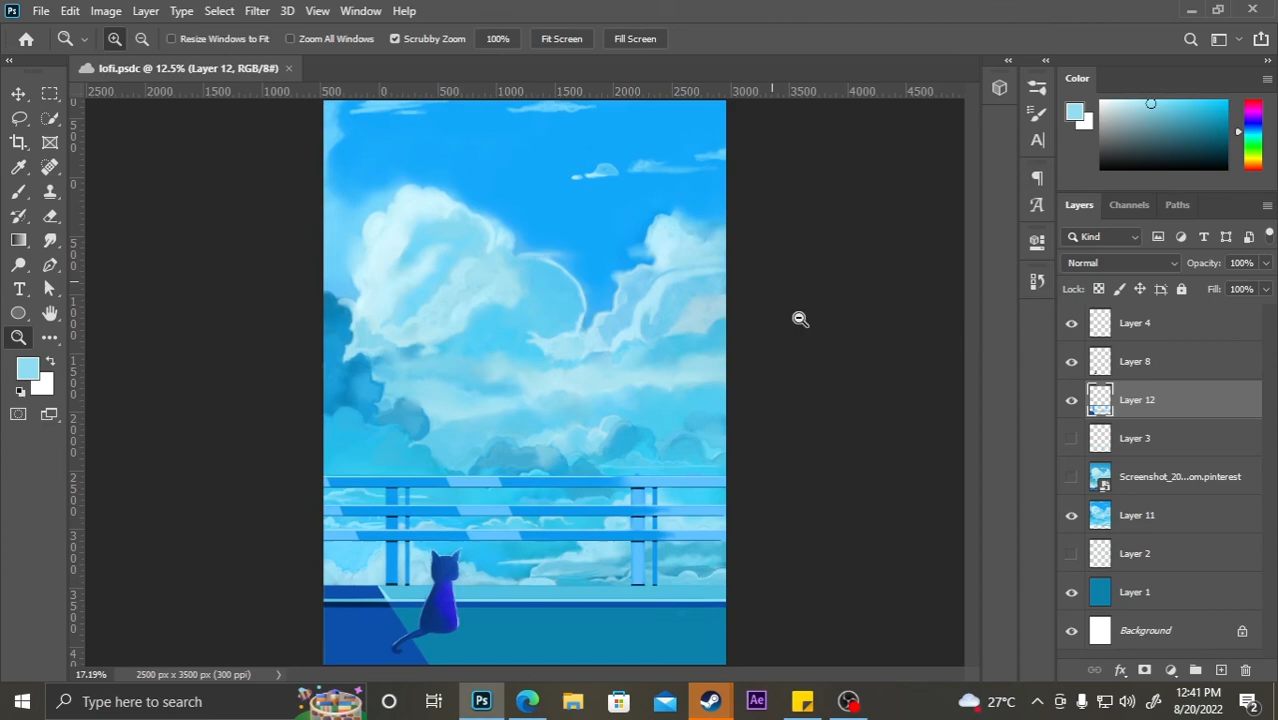 Ps File Edit Image Layer Type Select Filter 3D View Window Help
Resize Windows to Fit Zoom All Windows Scrubby Zoom 100% Fit Screen Fill Screen
lofi.psdc @ 12.5% (Layer 12, RGB/8#) ×
2500 2000 1500 1000 500 0 500 1000 1500 2000 2500 3000 3500 4000 4500
Color
Layers Channels Paths
Kind
Normal Opacity: 100%
Lock: Fill: 100%
Layer 4
Layer 8
Layer 12
Layer 3
Screenshot_20...om.pinterest
Layer 11
Layer 2
Layer 1
Background
17.19% 2500 px x 3500 px (300 ppi)
Type here to search
Ps
Ae
27°C
12:41 PM
8/20/2022
2